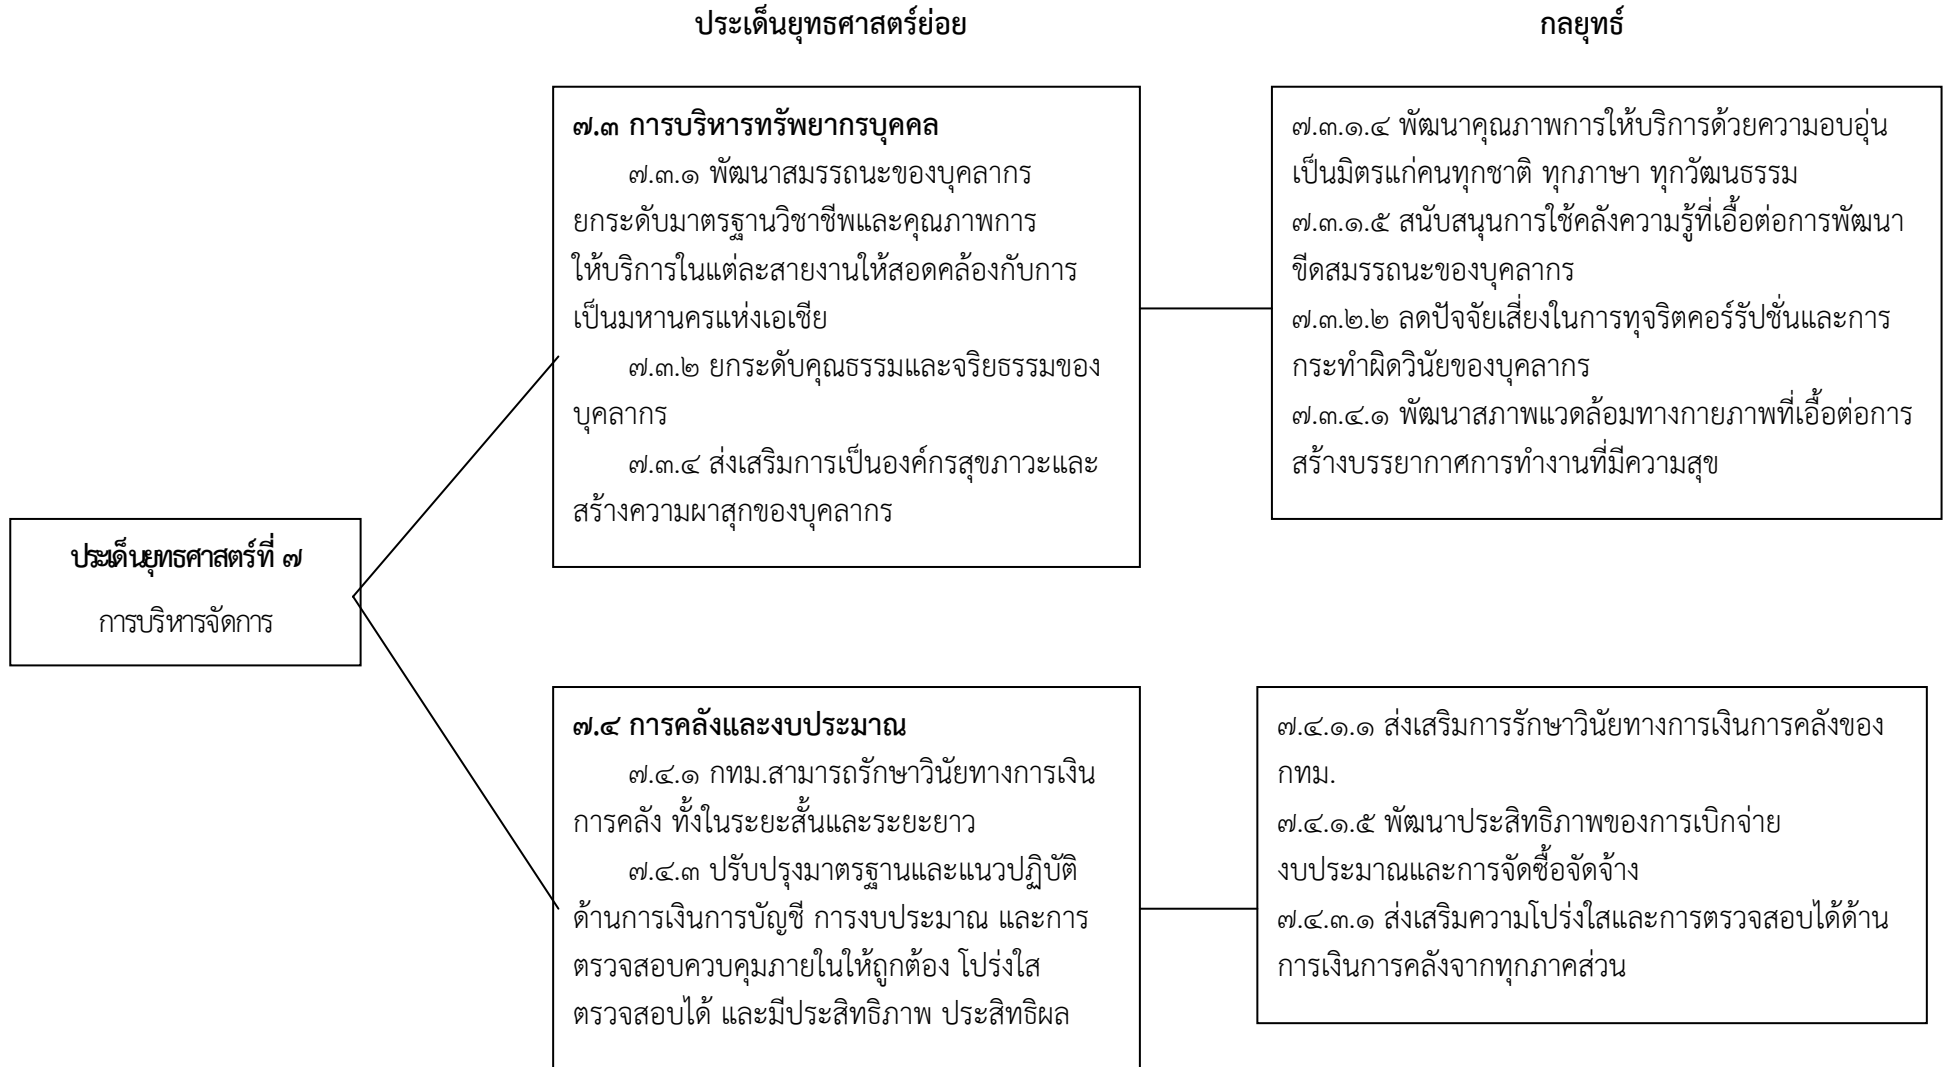 ประเด็นยุทธศาสตร์ย่อย
กลยุทธ์
๗.๓ การบริหารทรัพยากรบุคคล
๗.๓.๑ พัฒนาสมรรถนะของบุคลากร
ยกระดับมาตรฐานวิชาชีพและคุณภาพการ
ให้บริการในแต่ละสายงานให้สอดคล้องกับการ
เป็นมหานครแห่งเอเชีย
๗.๓.๒ ยกระดับคุณธรรมและจริยธรรมของ
บุคลากร
๗.๓.๔ ส่งเสริมการเป็นองค์กรสุขภาวะและ
สร้างความผาสุกของบุคลากร
๗.๓.๑.๔ พัฒนาคุณภาพการให้บริการด้วยความอบอุ่น
เป็นมิตรแก่คนทุกชาติ ทุกภาษา ทุกวัฒนธรรม
๗.๓.๑.๕ สนับสนุนการใช้คลังความรู้ที่เอื้อต่อการพัฒนา
ขีดสมรรถนะของบุคลากร
๗.๓.๒.๒ ลดปัจจัยเสี่ยงในการทุจริตคอร์รัปชั่นและการ
กระทำผิดวินัยของบุคลากร
๗.๓.๔.๑ พัฒนาสภาพแวดล้อมทางกายภาพที่เอื้อต่อการ
สร้างบรรยากาศการทำงานที่มีความสุข
ประเด็นยุทธศาสตร์ที่ ๗
การบริหารจัดการ
๗.๔ การคลังและงบประมาณ
๗.๔.๑ กทม.สามารถรักษาวินัยทางการเงิน
การคลัง ทั้งในระยะสั้นและระยะยาว
๗.๔.๓ ปรับปรุงมาตรฐานและแนวปฏิบัติ
ด้านการเงินการบัญชี การงบประมาณ และการ
ตรวจสอบควบคุมภายในให้ถูกต้อง โปร่งใส
ตรวจสอบได้ และมีประสิทธิภาพ ประสิทธิผล
๗.๔.๑.๑ ส่งเสริมการรักษาวินัยทางการเงินการคลังของ
กทม.
๗.๔.๑.๕ พัฒนาประสิทธิภาพของการเบิกจ่าย
งบประมาณและการจัดซื้อจัดจ้าง
๗.๔.๓.๑ ส่งเสริมความโปร่งใสและการตรวจสอบได้ด้าน
การเงินการคลังจากทุกภาคส่วน